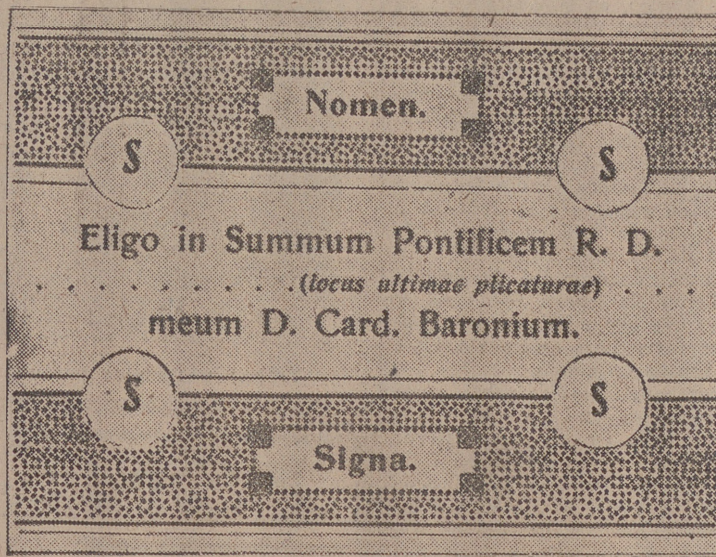 Nomen.
S S
Eligo in Summum Pontificem R. D.
. . . . . . . . . (locus ultimae plicaturae) . . . .
meum D. Card. Baronium.
S S
Signa.